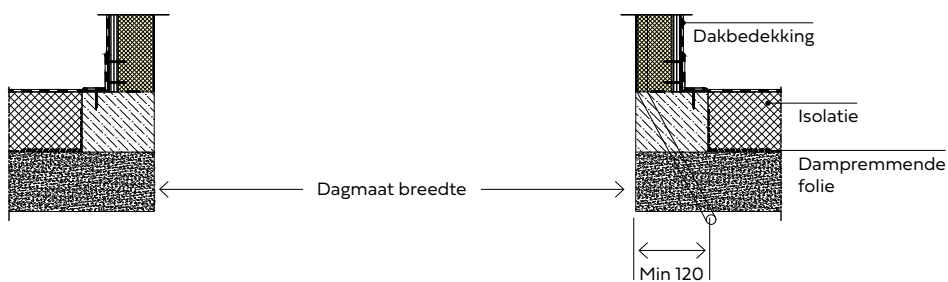 Dakbedekking
Isolatie
Dampremmende
folie
Dagmaat breedte
Min 120